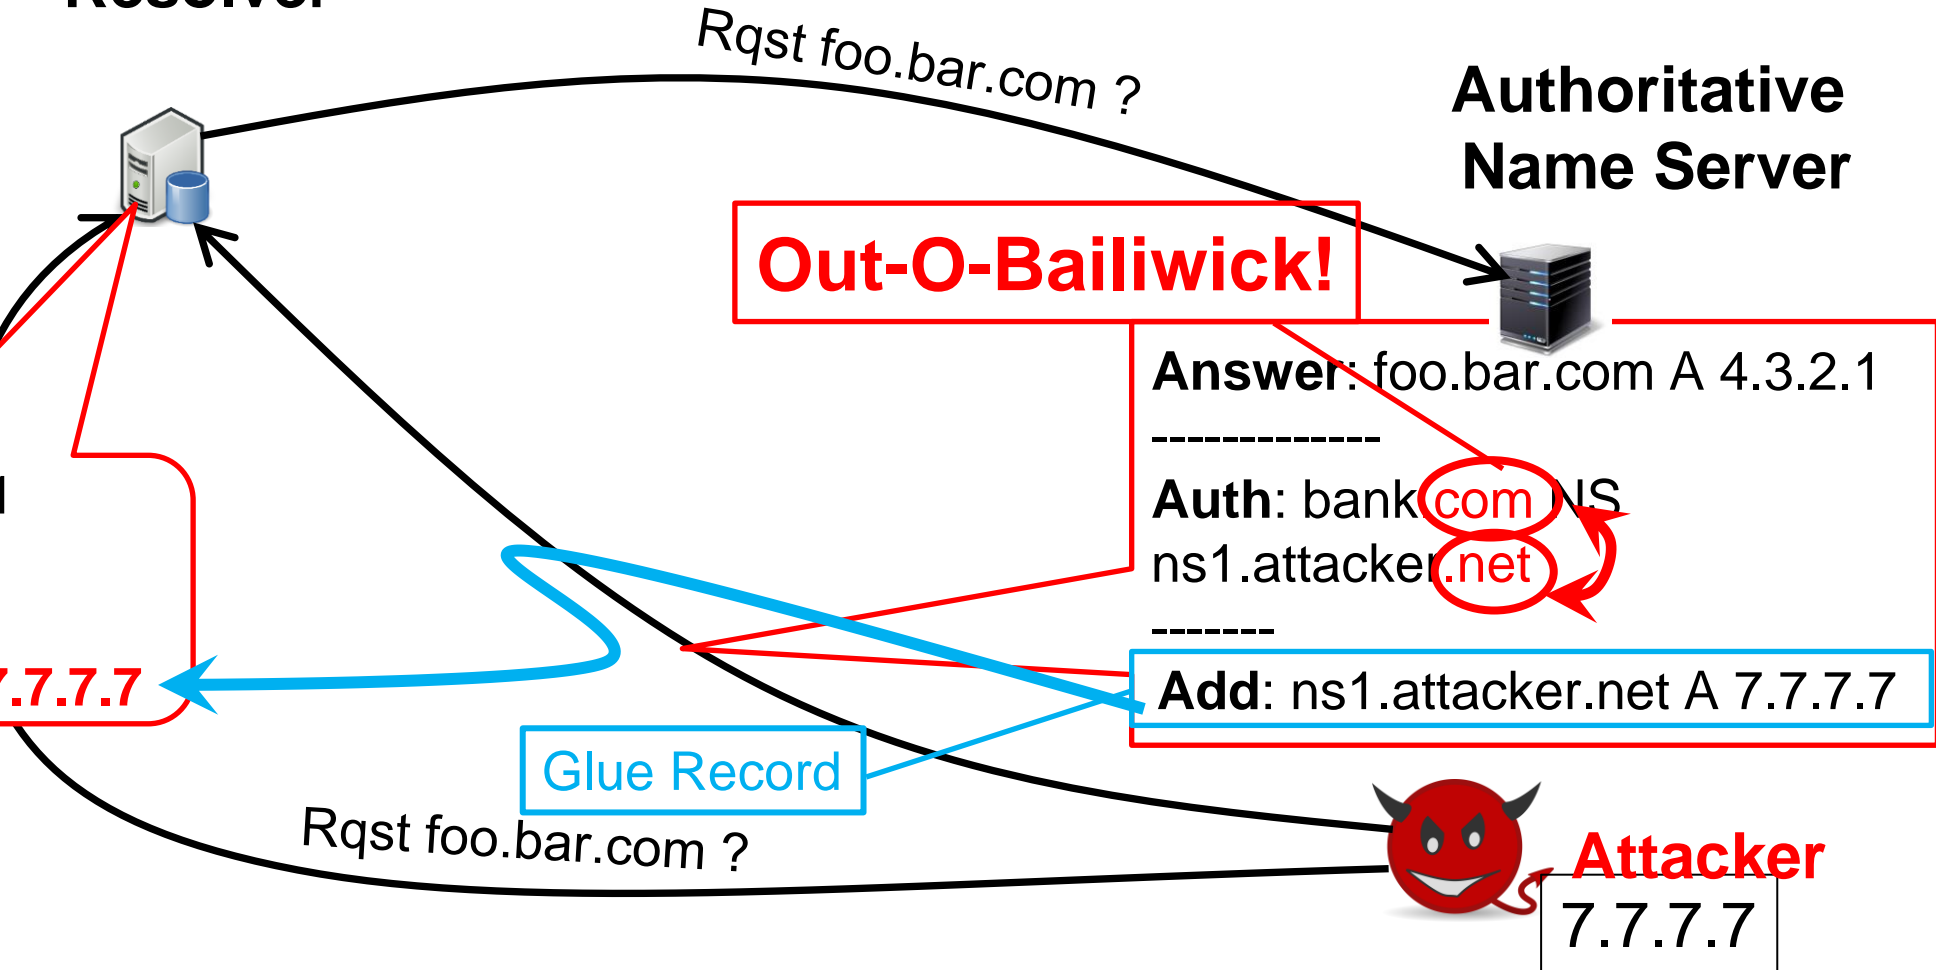 Resolver
Rqst foo.bar.com ?
Authoritative
Name Server
Out-O-Bailiwick!
Answer: foo.bar.com A 4.3.2.1
-------------
Auth: bank.com NS
ns1.attacker.net
-------
Add: ns1.attacker.net A 7.7.7.7
7.7.7.7
Glue Record
Rqst foo.bar.com ?
Attacker
7.7.7.7